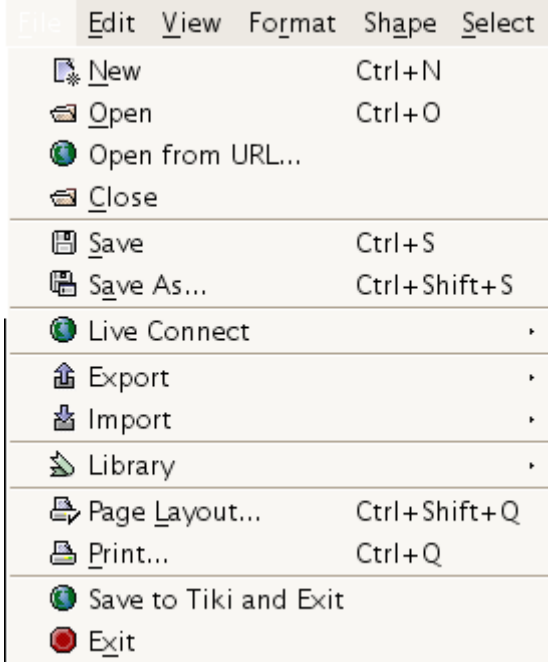 File Edit View Format Shape Select
New Ctrl+N
Open Ctrl+O
Open from URL...
Close
Save Ctrl+S
Save As... Ctrl+Shift+S
Live Connect
Export
Import
Library
Page Layout... Ctrl+Shift+Q
Print... Ctrl+Q
Save to Tiki and Exit
Exit